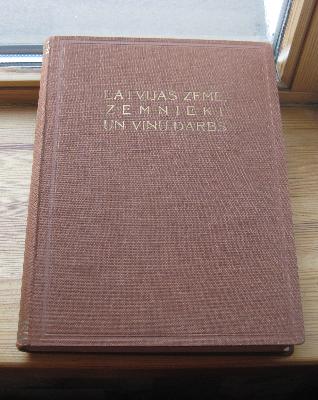 LATVIJAS ZEME,
ZEMNIEKI
UN VIŅU DARBS